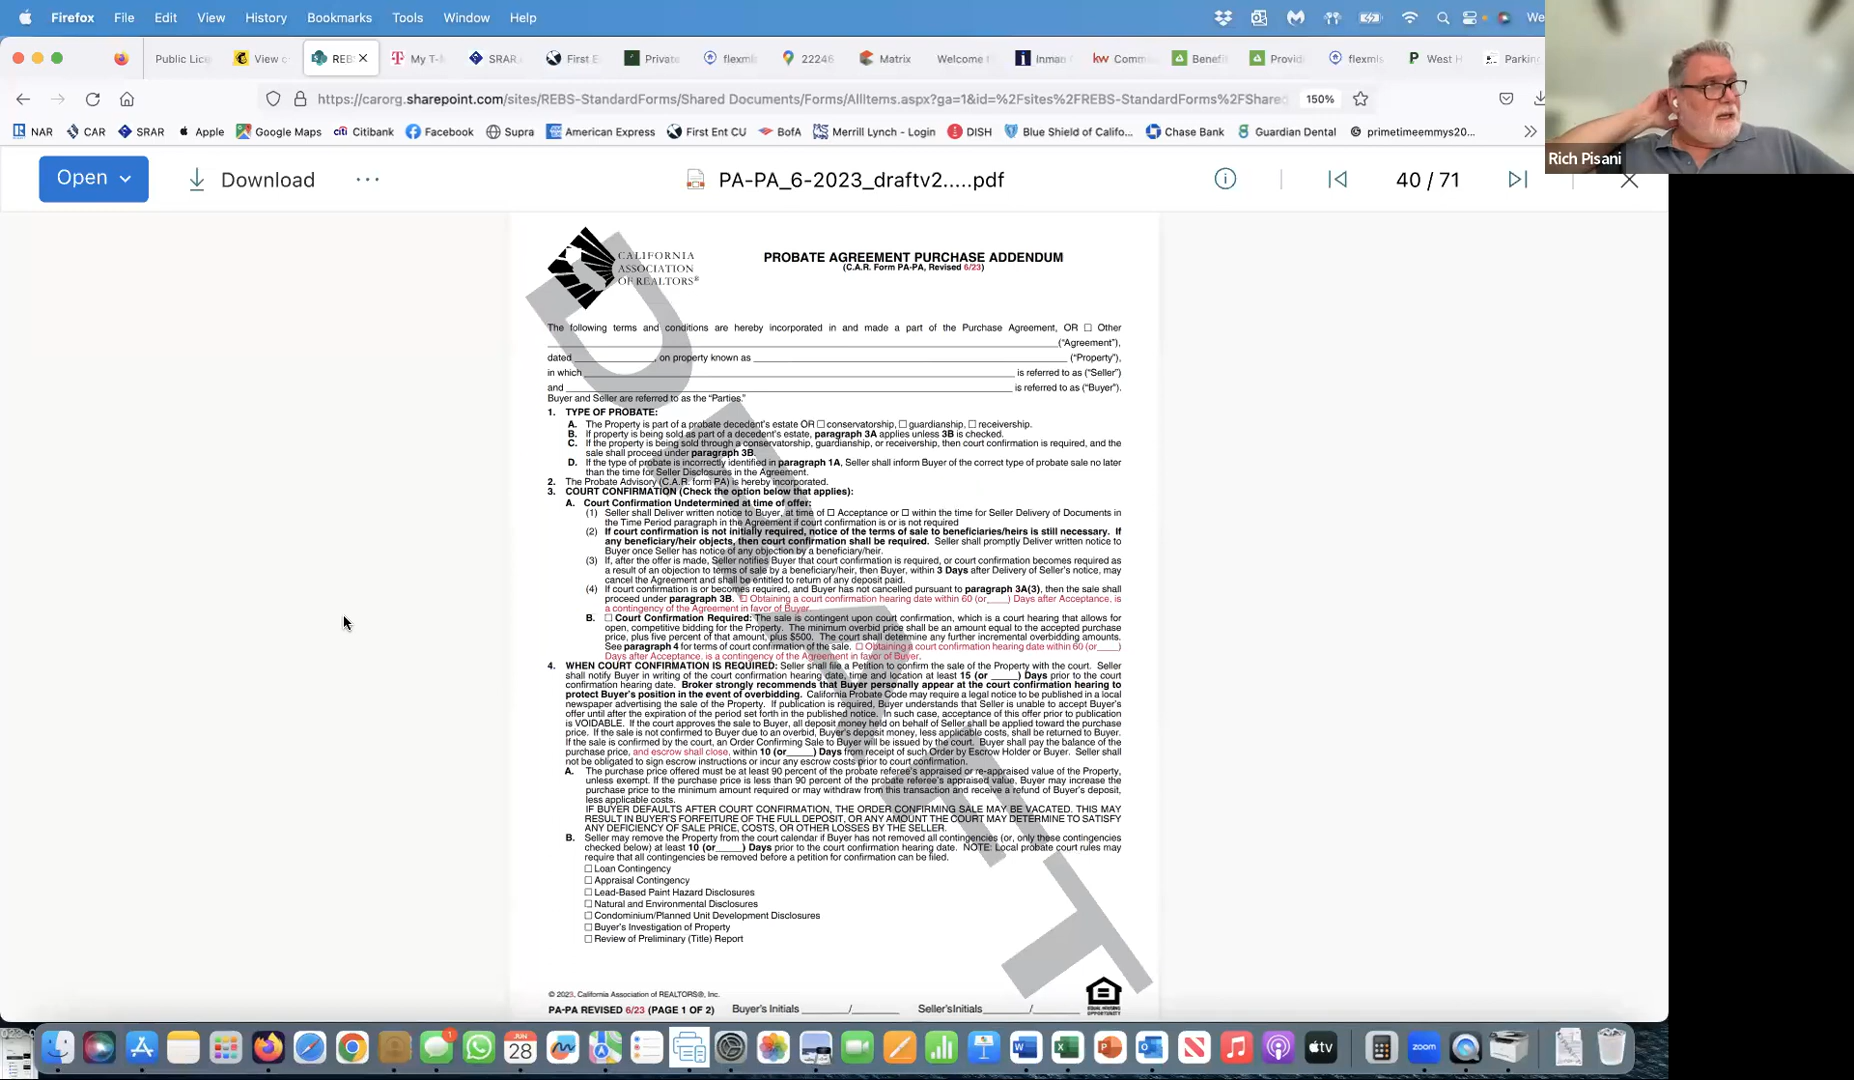 Firefox File Edit View History Bookmarks Tools Window Help We
Public Lice View c REBS My T-M SRAR First E Private flexml 22246 Matrix Welcome Inman kw Comm Benefi Provid flexmls West H Parkin
https://carorg.sharepoint.com/sites/REBS-StandardForms/Shared Documents/Forms/AllItems.aspx?ga=1&id=%2Fsites%2FREBS-StandardForms%2FShared 150%
NAR CAR SRAR Apple Google Maps citi Citibank Facebook Supra American Express First Ent CU BofA Merrill Lynch - Login DISH Blue Shield of Califo... Chase Bank Guardian Dental primetimeemmys20...
Rich Pisani
Open Download ... PA-PA_6-2023_draftv2.....pdf 40 / 71
DRAFT
CALIFORNIA
ASSOCIATION
OF REALTORS®
PROBATE AGREEMENT PURCHASE ADDENDUM
(C.A.R. Form PA-PA, Revised 6/23)
The following terms and conditions are hereby incorporated in and made a part of the Purchase Agreement, OR ☐ Other
("Agreement"),
dated ____________, on property known as ____________ ("Property"),
in which ____________ is referred to as ("Seller")
and ____________ is referred to as ("Buyer").
Buyer and Seller are referred to as the "Parties."
1. TYPE OF PROBATE:
A. The Property is part of a probate decedent's estate OR ☐ conservatorship, ☐ guardianship, ☐ receivership.
B. If property is being sold as part of a decedent's estate, paragraph 3A applies unless 3B is checked.
C. If the property is being sold through a conservatorship, guardianship, or receivership, then court confirmation is required, and the
sale shall proceed under paragraph 3B.
D. If the type of probate is incorrectly identified in paragraph 1A, Seller shall inform Buyer of the correct type of probate sale no later
than the time for Seller Disclosures in the Agreement.
2. The Probate Advisory (C.A.R. form PA) is hereby incorporated.
3. COURT CONFIRMATION (Check the option below that applies):
A. Court Confirmation Undetermined at time of offer:
(1) Seller shall Deliver written notice to Buyer, at time of ☐ Acceptance or ☐ within the time for Seller Delivery of Documents in
the Time Period paragraph in the Agreement if court confirmation is or is not required
(2) If court confirmation is not initially required, notice of the terms of sale to beneficiaries/heirs is still necessary. If
any beneficiary/heir objects, then court confirmation shall be required. Seller shall promptly Deliver written notice to
Buyer once Seller has notice of any objection by a beneficiary/heir.
(3) If, after the offer is made, Seller notifies Buyer that court confirmation is required, or court confirmation becomes required as
a result of an objection to terms of sale by a beneficiary/heir, then Buyer, within 3 Days after Delivery of Seller's notice, may
cancel the Agreement and shall be entitled to return of any deposit paid.
(4) If court confirmation is or becomes required, and Buyer has not cancelled pursuant to paragraph 3A(3), then the sale shall
proceed under paragraph 3B. ☐ Obtaining a court confirmation hearing date within 60 (or____) Days after Acceptance, is
a contingency of the Agreement in favor of Buyer.
B. ☐ Court Confirmation Required: The sale is contingent upon court confirmation, which is a court hearing that allows for
open, competitive bidding for the Property. The minimum overbid price shall be an amount equal to the accepted purchase
price, plus five percent of that amount, plus $500. The court shall determine any further incremental overbidding amounts.
See paragraph 4 for terms of court confirmation of the sale. ☐ Obtaining a court confirmation hearing date within 60 (or____)
Days after Acceptance, is a contingency of the Agreement in favor of Buyer.
4. WHEN COURT CONFIRMATION IS REQUIRED: Seller shall file a Petition to confirm the sale of the Property with the court. Seller
shall notify Buyer in writing of the court confirmation hearing date, time and location at least 15 (or _____) Days prior to the court
confirmation hearing date. Broker strongly recommends that Buyer personally appear at the court confirmation hearing to
protect Buyer's position in the event of overbidding. California Probate Code may require a legal notice to be published in a local
newspaper advertising the sale of the Property. If publication is required, Buyer understands that Seller is unable to accept Buyer's
offer until after the expiration of the period set forth in the published notice. In such case, acceptance of this offer prior to publication
is VOIDABLE. If the court approves the sale to Buyer, all deposit money held on behalf of Seller shall be applied toward the purchase
price. If the sale is not confirmed to Buyer due to an overbid, Buyer's deposit money, less applicable costs, shall be returned to Buyer.
If the sale is confirmed by the court, an Order Confirming Sale to Buyer will be issued by the court. Buyer shall pay the balance of the
purchase price, and escrow shall close, within 10 (or_____) Days from receipt of such Order by Escrow Holder or Buyer. Seller shall
not be obligated to sign escrow instructions or incur any escrow costs prior to court confirmation.
A. The purchase price offered must be at least 90 percent of the probate referee's appraised or re-appraised value of the Property,
unless exempt. If the purchase price is less than 90 percent of the probate referee's appraised value, Buyer may increase the
purchase price to the minimum amount required or may withdraw from this transaction and receive a refund of Buyer's deposit,
less applicable costs.
IF BUYER DEFAULTS AFTER COURT CONFIRMATION, THE ORDER CONFIRMING SALE MAY BE VACATED. THIS MAY
RESULT IN BUYER'S FORFEITURE OF THE FULL DEPOSIT, OR ANY AMOUNT THE COURT MAY DETERMINE TO SATISFY
ANY DEFICIENCY OF SALE PRICE, COSTS, OR OTHER LOSSES BY THE SELLER.
B. Seller may remove the Property from the court calendar if Buyer has not removed all contingencies (or, only these contingencies
checked below) at least 10 (or_____) Days prior to the court confirmation hearing date. NOTE: Local probate court rules may
require that all contingencies be removed before a petition for confirmation can be filed.
☐ Loan Contingency
☐ Appraisal Contingency
☐ Lead-Based Paint Hazard Disclosures
☐ Natural and Environmental Disclosures
☐ Condominium/Planned Unit Development Disclosures
☐ Buyer's Investigation of Property
☐ Review of Preliminary (Title) Report
© 2023, California Association of REALTORS®, Inc.
PA-PA REVISED 6/23 (PAGE 1 OF 2) Buyer's Initials ________/________ Seller'sInitials________/________
EQUAL HOUSING
OPPORTUNITY
1 JUN 28 zoom tv